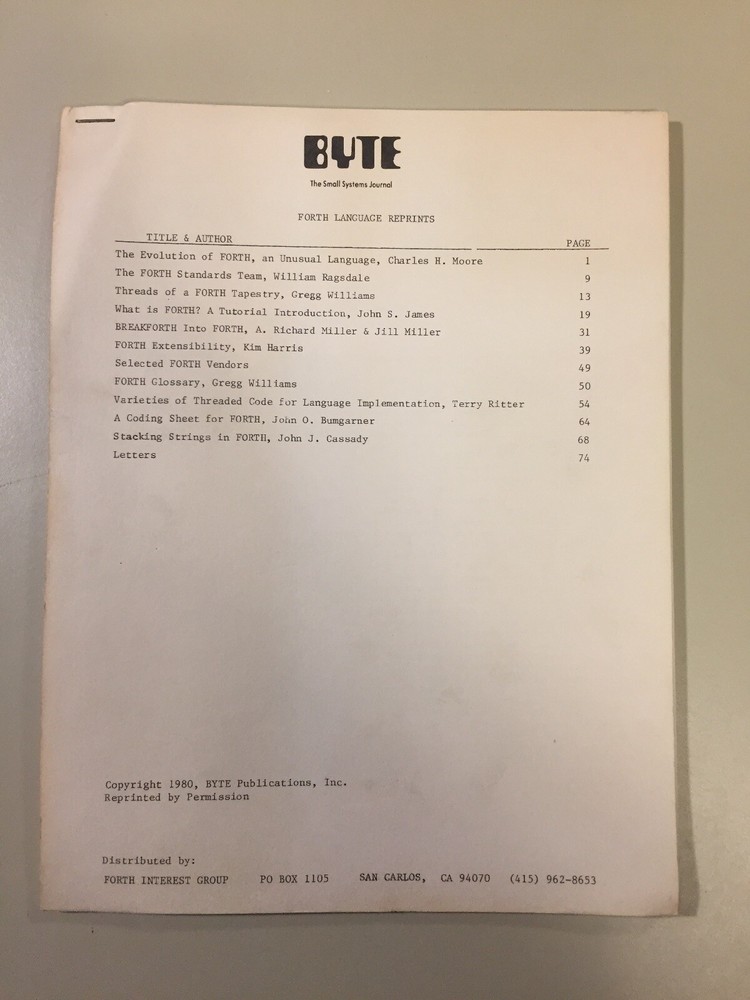 BYTE
The Small Systems Journal
FORTH LANGUAGE REPRINTS
TITLE & AUTHOR PAGE
The Evolution of FORTH, an Unusual Language, Charles H. Moore 1
The FORTH Standards Team, William Ragsdale 9
Threads of a FORTH Tapestry, Gregg Williams 13
What is FORTH? A Tutorial Introduction, John S. James 19
BREAKFORTH Into FORTH, A. Richard Miller & Jill Miller 31
FORTH Extensibility, Kim Harris 39
Selected FORTH Vendors 49
FORTH Glossary, Gregg Williams 50
Varieties of Threaded Code for Language Implementation, Terry Ritter 54
A Coding Sheet for FORTH, John O. Bumgarner 64
Stacking Strings in FORTH, John J. Cassady 68
Letters 74
Copyright 1980, BYTE Publications, Inc.
Reprinted by Permission
Distributed by:
FORTH INTEREST GROUP PO BOX 1105 SAN CARLOS, CA 94070 (415) 962-8653